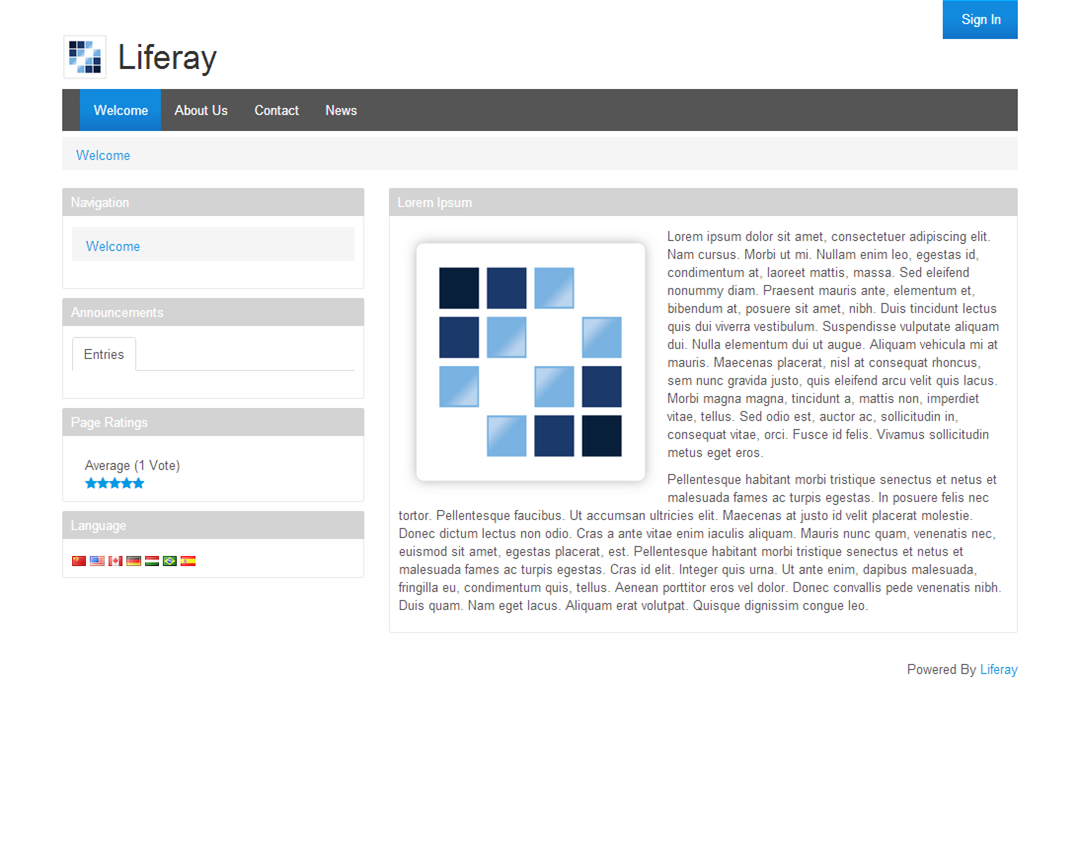 Sign In
Liferay
Welcome About Us Contact News
Welcome
Navigation
Welcome
Announcements
Entries
Page Ratings
Average (1 Vote)
Language
Lorem Ipsum
Lorem ipsum dolor sit amet, consectetuer adipiscing elit.
Nam cursus. Morbi ut mi. Nullam enim leo, egestas id,
condimentum at, laoreet mattis, massa. Sed eleifend
nonummy diam. Praesent mauris ante, elementum et,
bibendum at, posuere sit amet, nibh. Duis tincidunt lectus
quis dui viverra vestibulum. Suspendisse vulputate aliquam
dui. Nulla elementum dui ut augue. Aliquam vehicula mi at
mauris. Maecenas placerat, nisl at consequat rhoncus,
sem nunc gravida justo, quis eleifend arcu velit quis lacus.
Morbi magna magna, tincidunt a, mattis non, imperdiet
vitae, tellus. Sed odio est, auctor ac, sollicitudin in,
consequat vitae, orci. Fusce id felis. Vivamus sollicitudin
metus eget eros.
Pellentesque habitant morbi tristique senectus et netus et
malesuada fames ac turpis egestas. In posuere felis nec
tortor. Pellentesque faucibus. Ut accumsan ultricies elit. Maecenas at justo id velit placerat molestie.
Donec dictum lectus non odio. Cras a ante vitae enim iaculis aliquam. Mauris nunc quam, venenatis nec,
euismod sit amet, egestas placerat, est. Pellentesque habitant morbi tristique senectus et netus et
malesuada fames ac turpis egestas. Cras id elit. Integer quis urna. Ut ante enim, dapibus malesuada,
fringilla eu, condimentum quis, tellus. Aenean porttitor eros vel dolor. Donec convallis pede venenatis nibh.
Duis quam. Nam eget lacus. Aliquam erat volutpat. Quisque dignissim congue leo.
Powered By Liferay